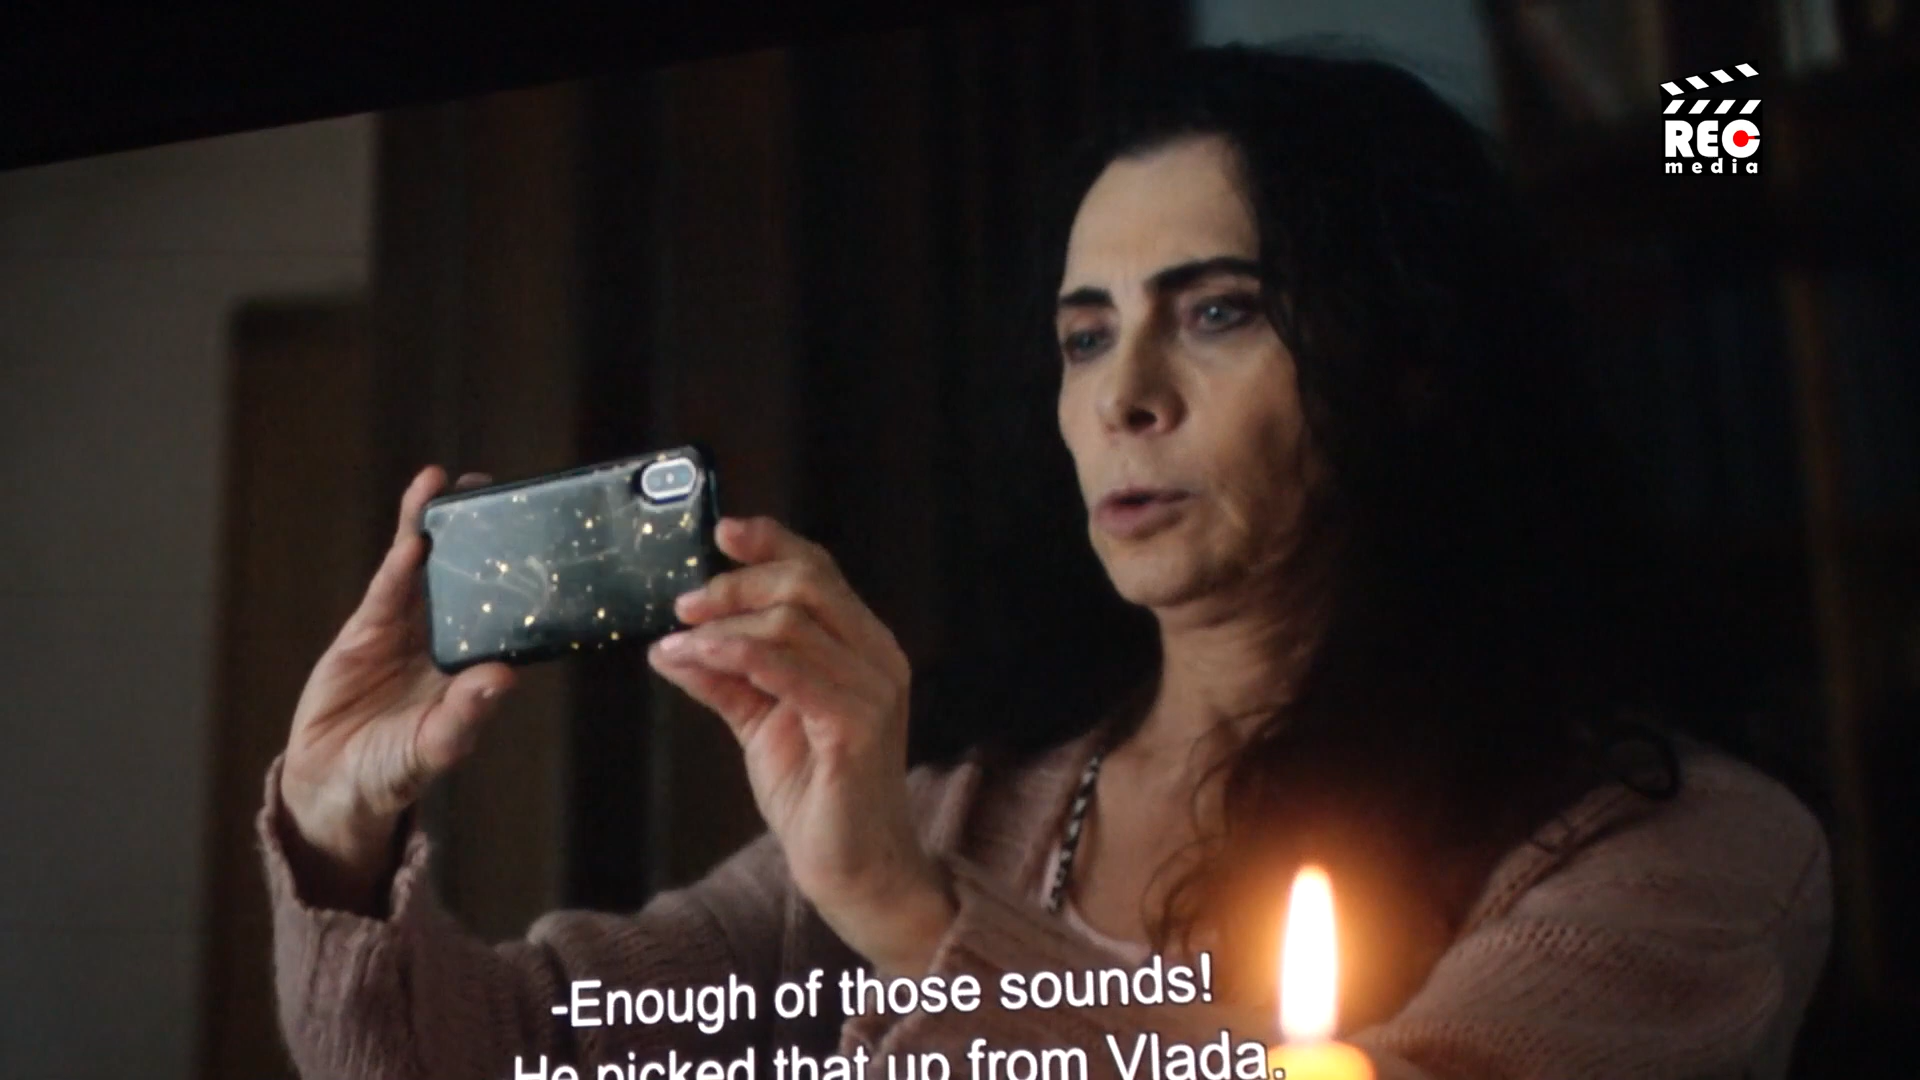 REC
media
-Enough of those sounds!
He picked that up from Vlada.